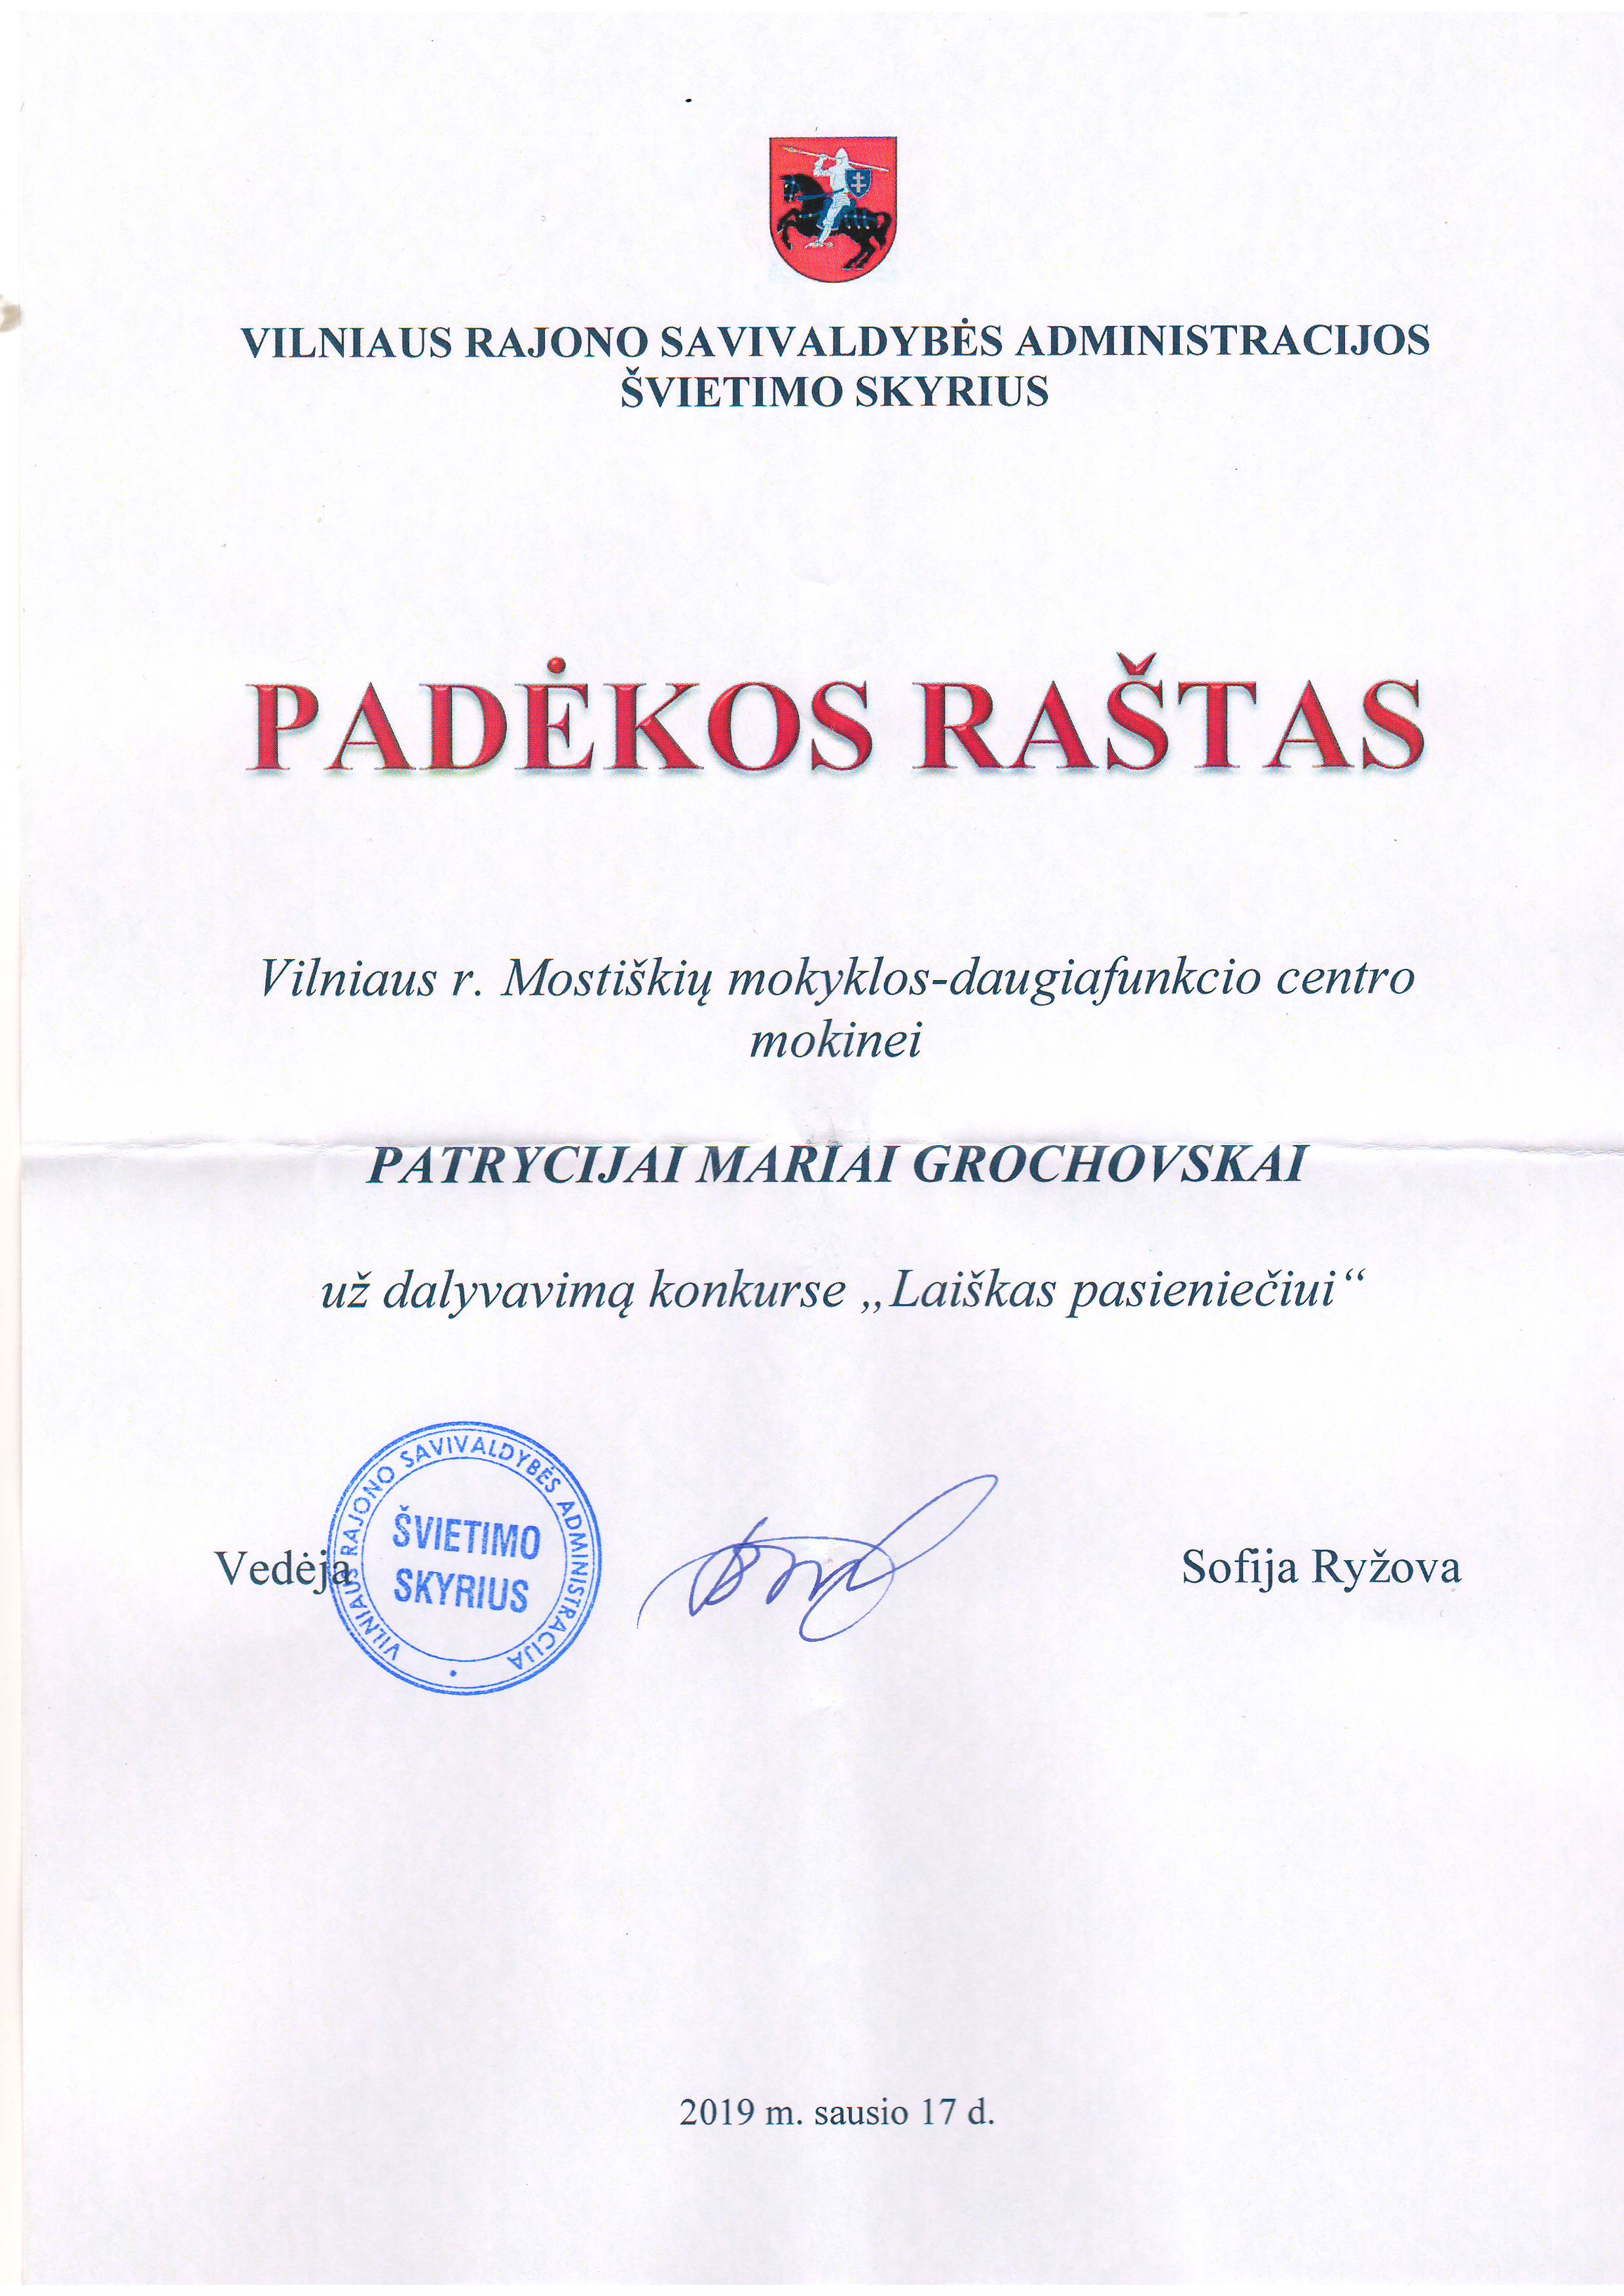 VILNIAUS RAJONO SAVIVALDYBĖS ADMINISTRACIJOS
ŠVIETIMO SKYRIUS
PADĖKOS RAŠTAS
Vilniaus r. Mostiškių mokyklos-daugiafunkcio centro
mokinei
PATRYCIJAI MARIAI GROCHOVSKAI
už dalyvavimą konkurse „Laiškas pasieniečiui“
Vedėja
VILNIAUS RAJONO SAVIVALDYBĖS ADMINISTRACIJA
ŠVIETIMO
SKYRIUS
Sofija Ryžova
2019 m. sausio 17 d.